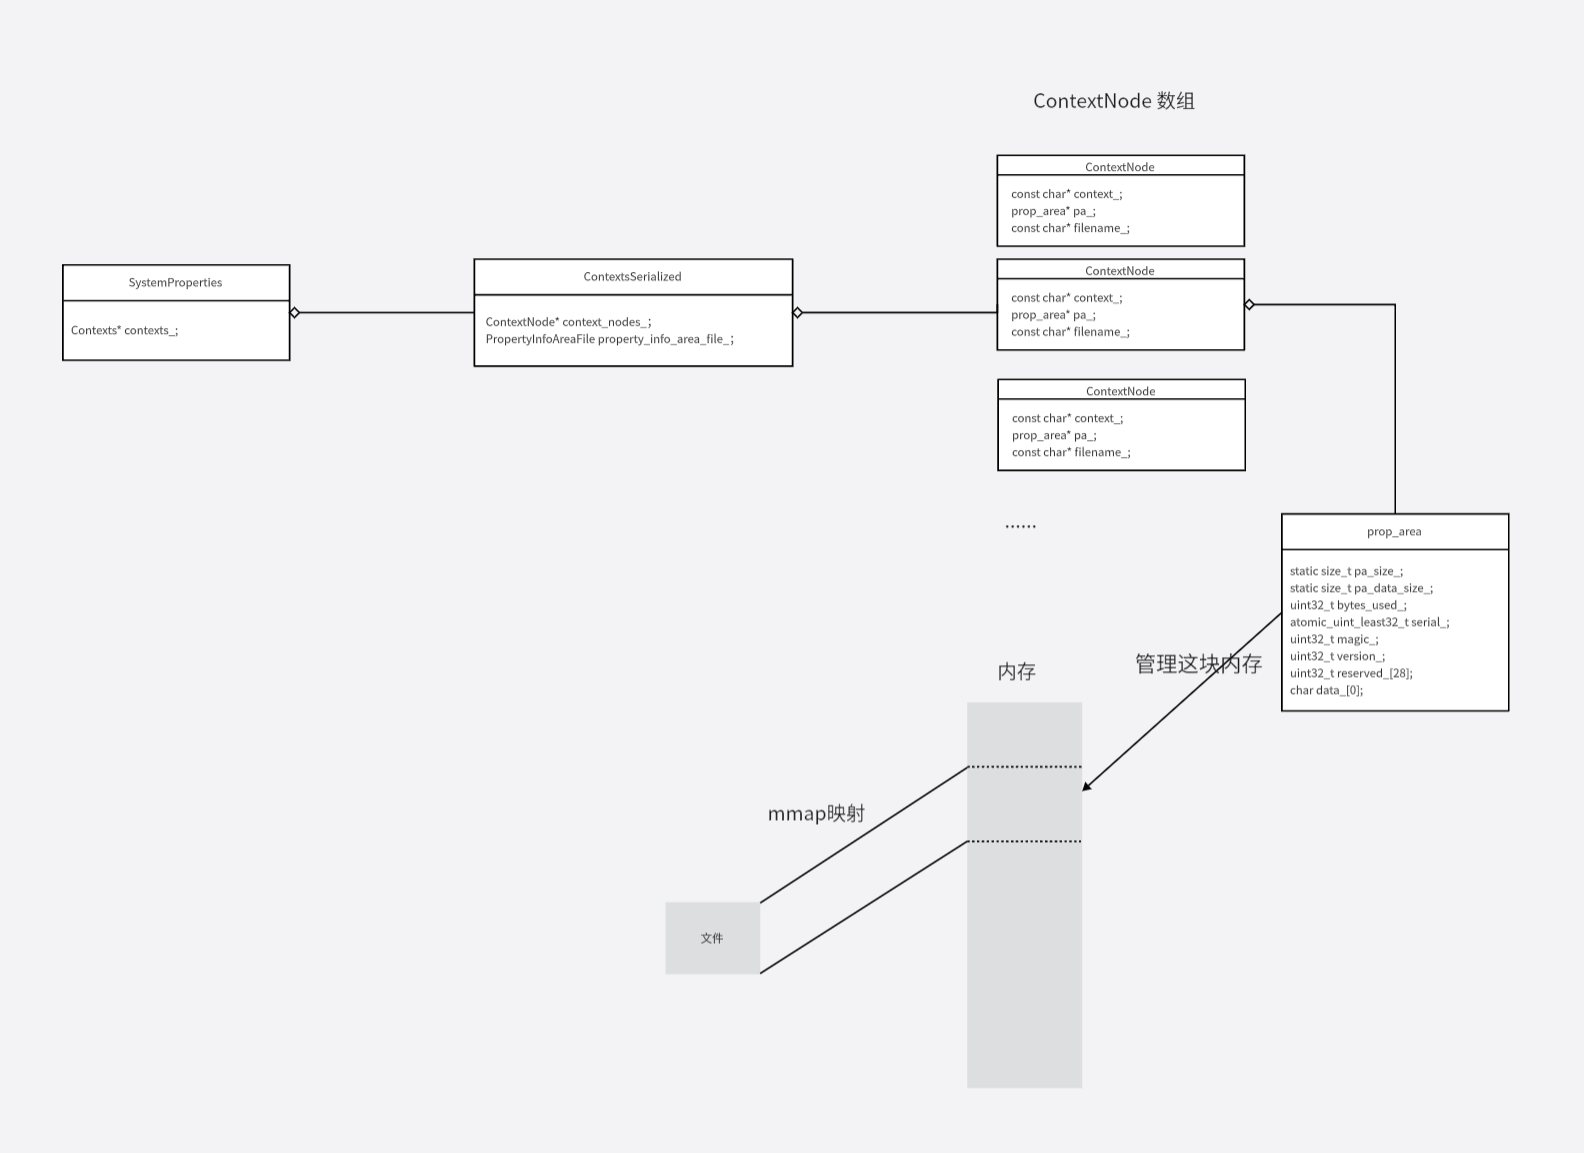 ContextNode 数组
ContextNode
const char* context_;
prop_area* pa_;
const char* filename_;
SystemProperties
Contexts* contexts_;
ContextsSerialized
ContextNode* context_nodes_;
PropertyInfoAreaFile property_info_area_file_;
ContextNode
const char* context_;
prop_area* pa_;
const char* filename_;
ContextNode
const char* context_;
prop_area* pa_;
const char* filename_;
......
prop_area
static size_t pa_size_;
static size_t pa_data_size_;
uint32_t bytes_used_;
atomic_uint_least32_t serial_;
uint32_t magic_;
uint32_t version_;
uint32_t reserved_[28];
char data_[0];
管理这块内存
内存
mmap映射
文件